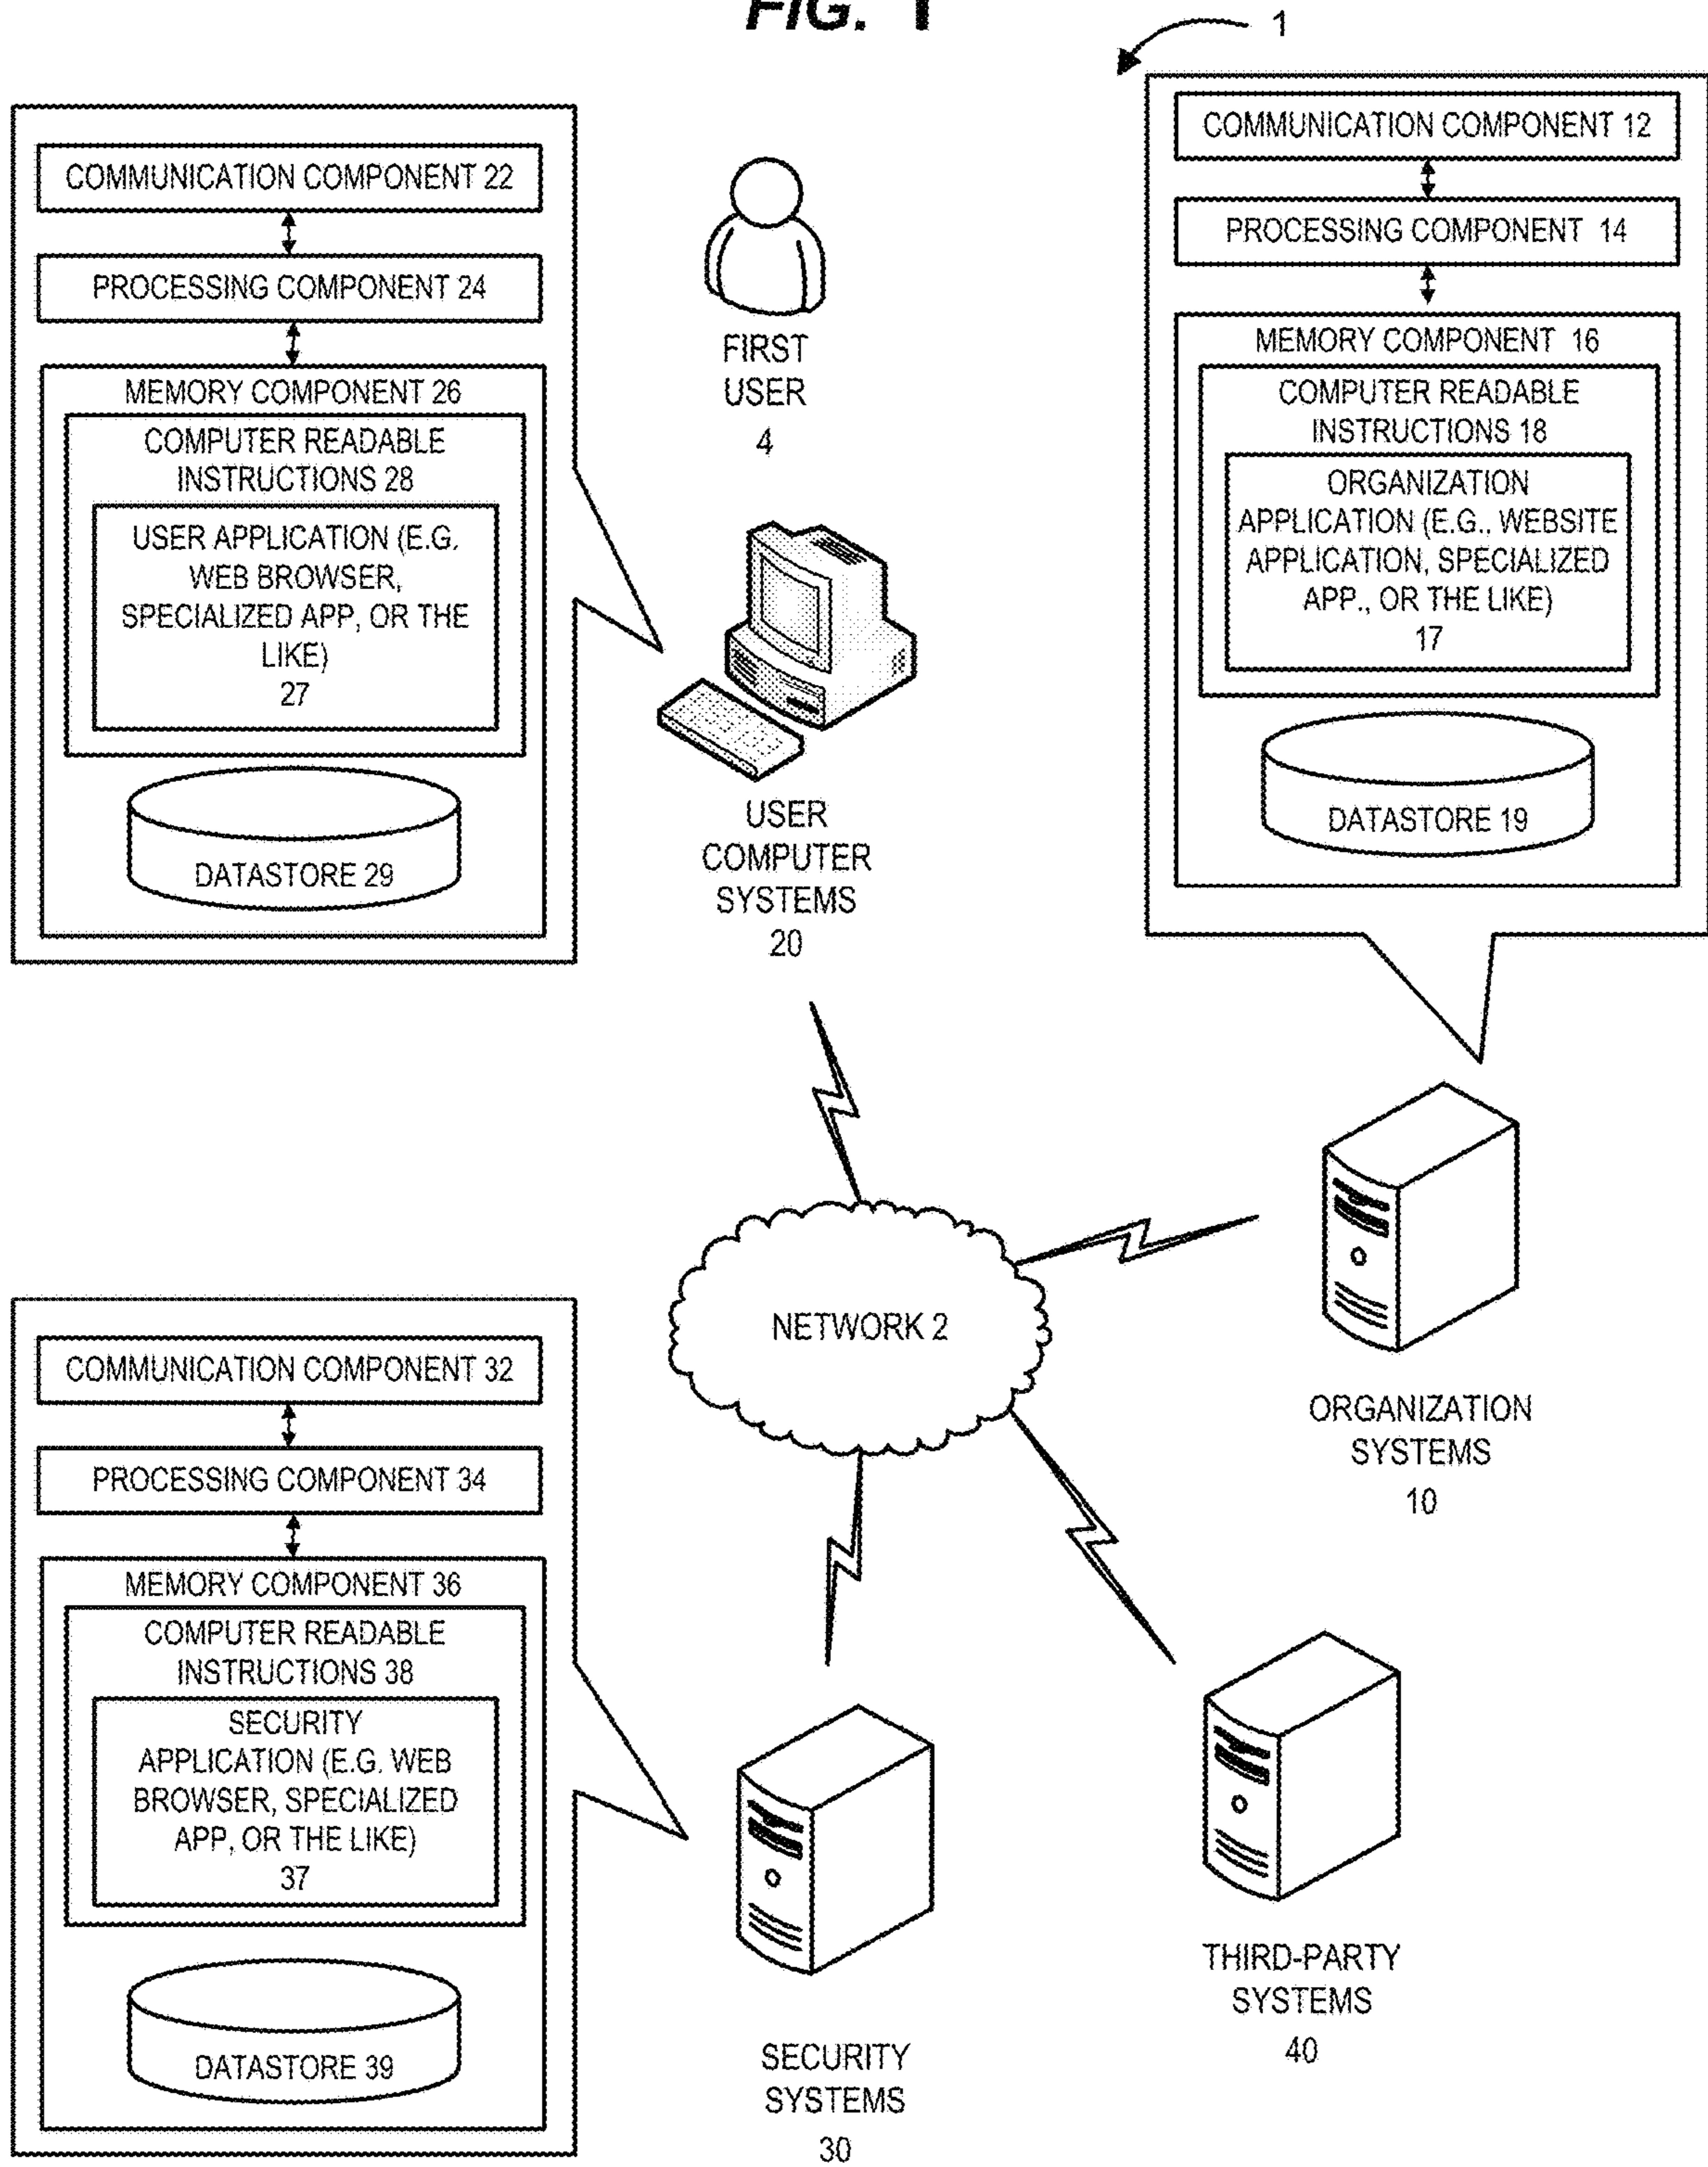 FIG. 1
1
COMMUNICATION COMPONENT 22
PROCESSING COMPONENT 24
MEMORY COMPONENT 26
COMPUTER READABLE
INSTRUCTIONS 28
USER APPLICATION (E.G.
WEB BROWSER,
SPECIALIZED APP, OR THE
LIKE)
27
DATASTORE 29
FIRST
USER
4
USER
COMPUTER
SYSTEMS
20
COMMUNICATION COMPONENT 12
PROCESSING COMPONENT 14
MEMORY COMPONENT 16
COMPUTER READABLE
INSTRUCTIONS 18
ORGANIZATION
APPLICATION (E.G., WEBSITE
APPLICATION, SPECIALIZED
APP., OR THE LIKE)
17
DATASTORE 19
NETWORK 2
ORGANIZATION
SYSTEMS
10
COMMUNICATION COMPONENT 32
PROCESSING COMPONENT 34
MEMORY COMPONENT 36
COMPUTER READABLE
INSTRUCTIONS 38
SECURITY
APPLICATION (E.G. WEB
BROWSER, SPECIALIZED
APP, OR THE LIKE)
37
DATASTORE 39
SECURITY
SYSTEMS
30
THIRD-PARTY
SYSTEMS
40